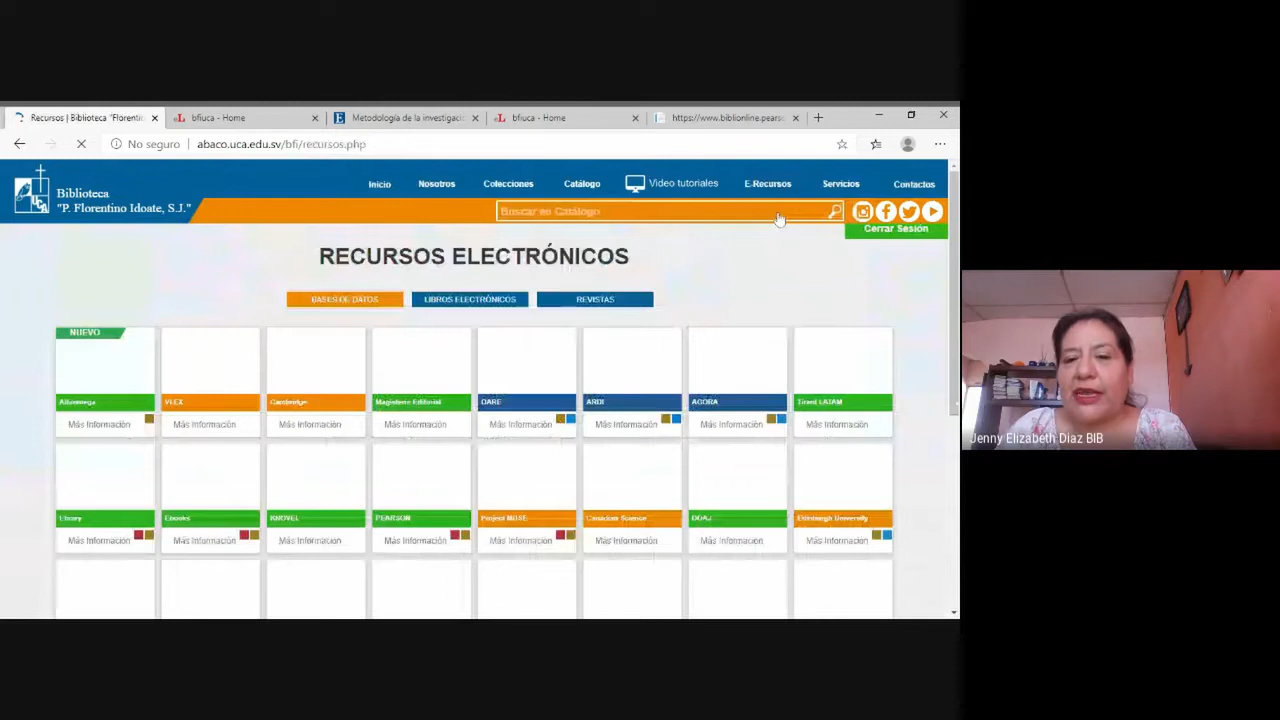 Recursos | Biblioteca "Florentin
bfiuca - Home
Metodología de la investigació
bfiuca - Home
https://www.biblionline.pears
No seguro
abaco.uca.edu.sv/bfi/recursos.php
Biblioteca
"P. Florentino Idoate, S.J."
Inicio
Nosotros
Colecciones
Catálogo
Video tutoriales
E-Recursos
Servicios
Contactos
Buscar en Catálogo
Cerrar Sesión
RECURSOS ELECTRÓNICOS
BASES DE DATOS
LIBROS ELECTRÓNICOS
REVISTAS
NUEVO
Alfaomega
VLEX
Cambridge
Magisterio Editorial
OARE
ARDI
AGORA
Tirant LATAM
Más Información
Más Información
Más Información
Más Información
Más Información
Más Información
Más Información
Más Información
Elibrary
Ebooks
KNOVEL
PEARSON
Project MUSE
Canadian Science
DOAJ
Edinburgh University
Más Información
Más Información
Más Información
Más Información
Más Información
Más Información
Más Información
Más Información
Jenny Elizabeth Diaz BIB